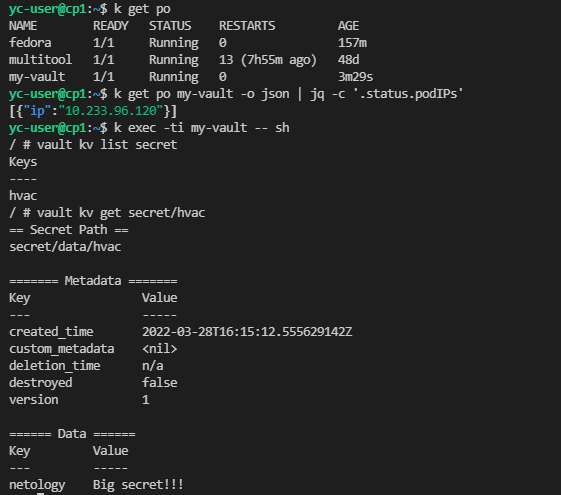 yc-user@cp1:~$ k get po
NAME READY STATUS RESTARTS AGE
fedora 1/1 Running 0 157m
multitool 1/1 Running 13 (7h55m ago) 48d
my-vault 1/1 Running 0 3m29s
yc-user@cp1:~$ k get po my-vault -o json | jq -c '.status.podIPs'
[{"ip":"10.233.96.120"}]
yc-user@cp1:~$ k exec -ti my-vault -- sh
/ # vault kv list secret
Keys
----
hvac
/ # vault kv get secret/hvac
== Secret Path ==
secret/data/hvac
======= Metadata =======
Key Value
--- -----
created_time 2022-03-28T16:15:12.555629142Z
custom_metadata <nil>
deletion_time n/a
destroyed false
version 1
====== Data ======
Key Value
--- -----
netology Big secret!!!